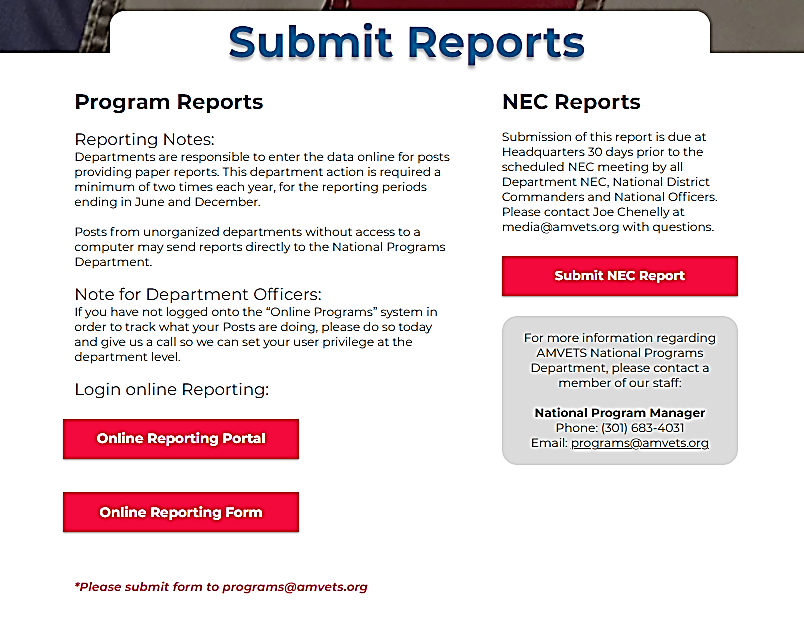 Submit Reports
Program Reports
Reporting Notes:
Departments are responsible to enter the data online for posts
providing paper reports. This department action is required a
minimum of two times each year, for the reporting periods
ending in June and December.
Posts from unorganized departments without access to a
computer may send reports directly to the National Programs
Department.
Note for Department Officers:
If you have not logged onto the “Online Programs” system in
order to track what your Posts are doing, please do so today
and give us a call so we can set your user privilege at the
department level.
Login online Reporting:
Online Reporting Portal
Online Reporting Form
*Please submit form to programs@amvets.org
NEC Reports
Submission of this report is due at
Headquarters 30 days prior to the
scheduled NEC meeting by all
Department NEC, National District
Commanders and National Officers.
Please contact Joe Chenelly at
media@amvets.org with questions.
Submit NEC Report
For more information regarding
AMVETS National Programs
Department, please contact a
member of our staff:
National Program Manager
Phone: (301) 683-4031
Email: programs@amvets.org